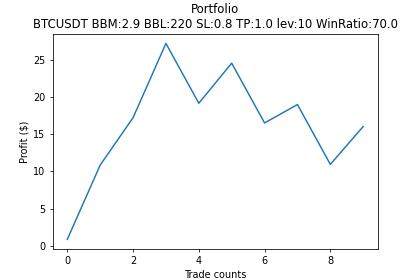 Portfolio
BTCUSDT BBM:2.9 BBL:220 SL:0.8 TP:1.0 lev:10 WinRatio:70.0
25
20
15
10
5
0
Profit ($)
0 2 4 6 8
Trade counts